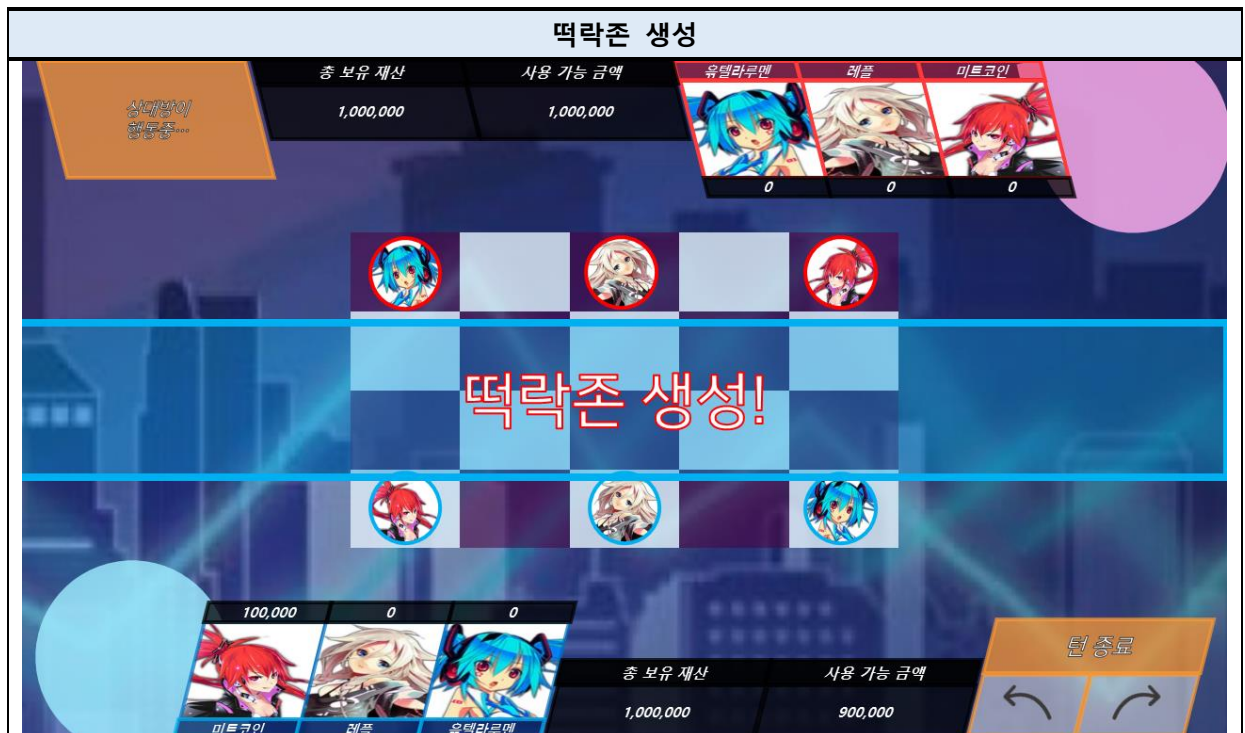 떡락존 생성
총 보유 재산
사용 가능 금액
윾텔라루멘
레플
미트코인
상대방이
행동중...
1,000,000
1,000,000
0
0
0
떡락존 생성!
100,000
0
0
턴 종료
총 보유 재산
사용 가능 금액
1,000,000
900,000
미트코인
레플
윾텔라루멘